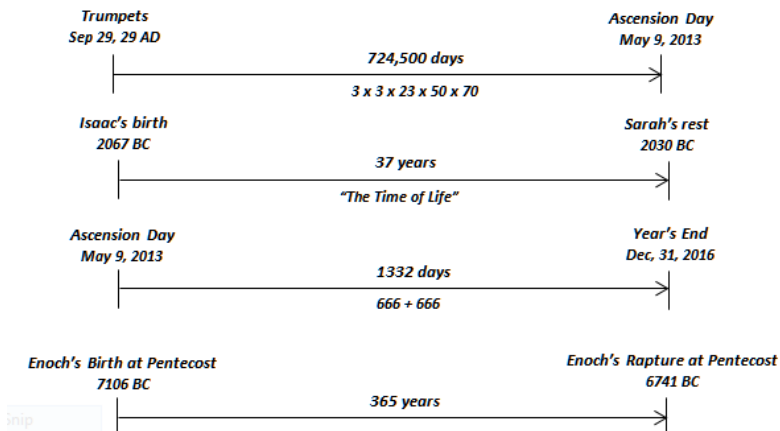 Trumpets
Sep 29, 29 AD
Ascension Day
May 9, 2013
724,500 days
3 x 3 x 23 x 50 x 70
Isaac's birth
2067 BC
Sarah's rest
2030 BC
37 years
"The Time of Life"
Ascension Day
May 9, 2013
Year's End
Dec, 31, 2016
1332 days
666 + 666
Enoch's Birth at Pentecost
7106 BC
Enoch's Rapture at Pentecost
6741 BC
365 years
Snip